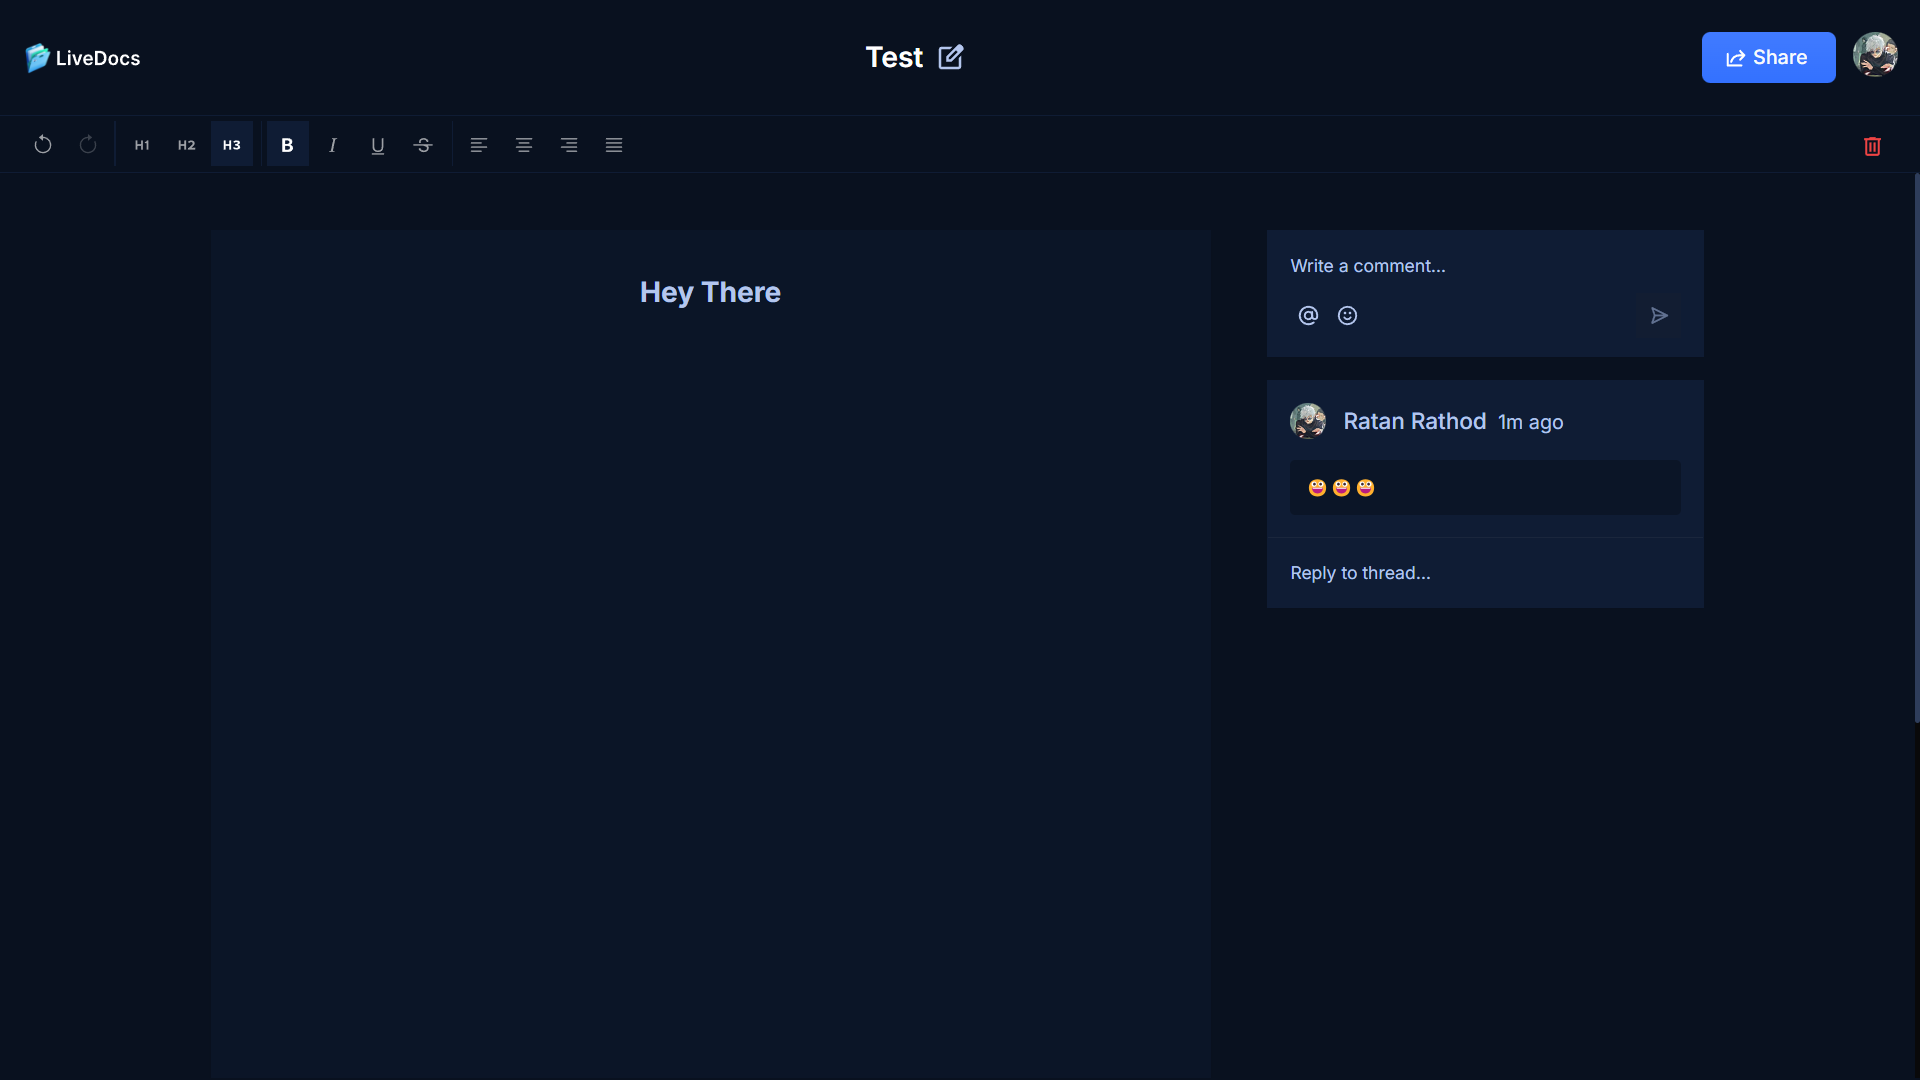 LiveDocs
Test
Share
H1 H2 H3 B I U S
Hey There
Write a comment...
Ratan Rathod 1m ago
😀😀😀
Reply to thread...